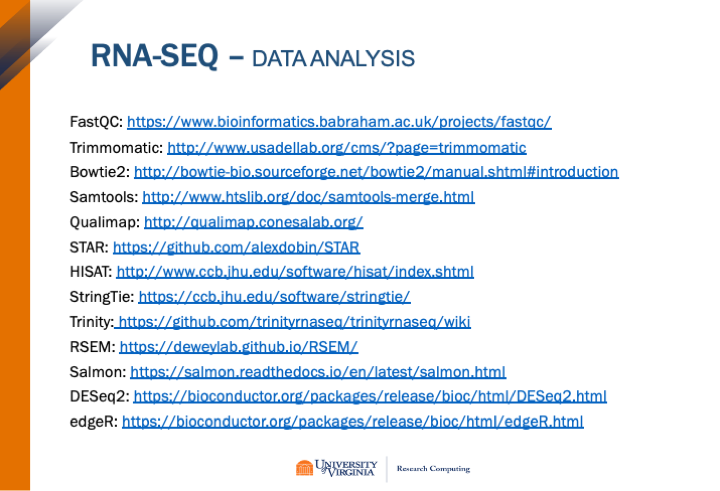 RNA-SEQ – DATA ANALYSIS
FastQC: https://www.bioinformatics.babraham.ac.uk/projects/fastqc/
Trimmomatic: http://www.usadellab.org/cms/?page=trimmomatic
Bowtie2: http://bowtie-bio.sourceforge.net/bowtie2/manual.shtml#introduction
Samtools: http://www.htslib.org/doc/samtools-merge.html
Qualimap: http://qualimap.conesalab.org/
STAR: https://github.com/alexdobin/STAR
HISAT: http://www.ccb.jhu.edu/software/hisat/index.shtml
StringTie: https://ccb.jhu.edu/software/stringtie/
Trinity: https://github.com/trinityrnaseq/trinityrnaseq/wiki
RSEM: https://deweylab.github.io/RSEM/
Salmon: https://salmon.readthedocs.io/en/latest/salmon.html
DESeq2: https://bioconductor.org/packages/release/bioc/html/DESeq2.html
edgeR: https://bioconductor.org/packages/release/bioc/html/edgeR.html
UNIVERSITY of VIRGINIA
Research Computing